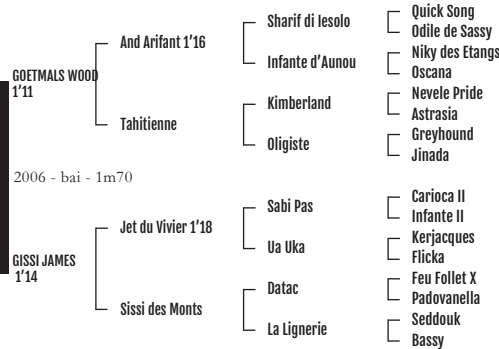 Quick Song
Sharif di Iesolo
Odile de Sassy
And Arifant 1'16
Niky des Etangs
Infante d'Aunou
Oscana
GOETMALS WOOD
1'11
Nevele Pride
Kimberland
Astrasia
Tahitienne
Greyhound
Oligiste
Jinada
2006 - bai - 1m70
Carioca II
Sabi Pas
Infante II
Jet du Vivier 1'18
Kerjacques
Ua Uka
Flicka
GISSI JAMES
1'14
Feu Follet X
Datac
Padovanella
Sissi des Monts
Seddouk
La Lignerie
Bassy